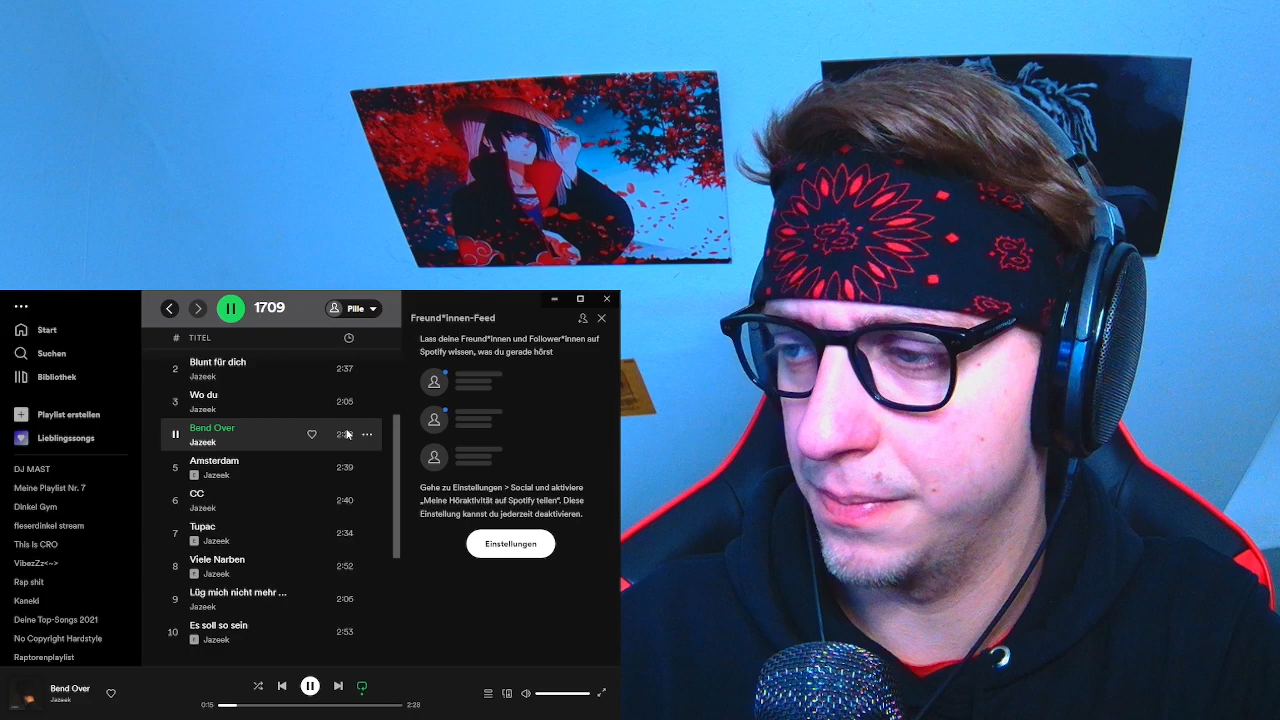 1709
Pille
# TITEL
2 Blunt für dich 2:37
Jazeek
3 Wo du 2:05
Jazeek
Bend Over
Jazeek
5 Amsterdam 2:39
E Jazeek
6 CC 2:40
Jazeek
7 Tupac 2:34
E Jazeek
8 Viele Narben 2:52
E Jazeek
9 Lüg mich nicht mehr ... 2:06
Jazeek
10 Es soll so sein 2:53
E Jazeek
Start
Suchen
Bibliothek
Playlist erstellen
Lieblingssongs
DJ MAST
Meine Playlist Nr. 7
Dinkel Gym
fleserdinkel stream
This Is CRO
VibezZz<~>
Rap shit
Kaneki
Deine Top-Songs 2021
No Copyright Hardstyle
Raptorenplaylist
Freund*innen-Feed
Lass deine Freund*innen und Follower*innen auf
Spotify wissen, was du gerade hörst
Gehe zu Einstellungen > Social und aktiviere
„Meine Höraktivität auf Spotify teilen“. Diese
Einstellung kannst du jederzeit deaktivieren.
Einstellungen
Bend Over
Jazeek
0:15
2:28